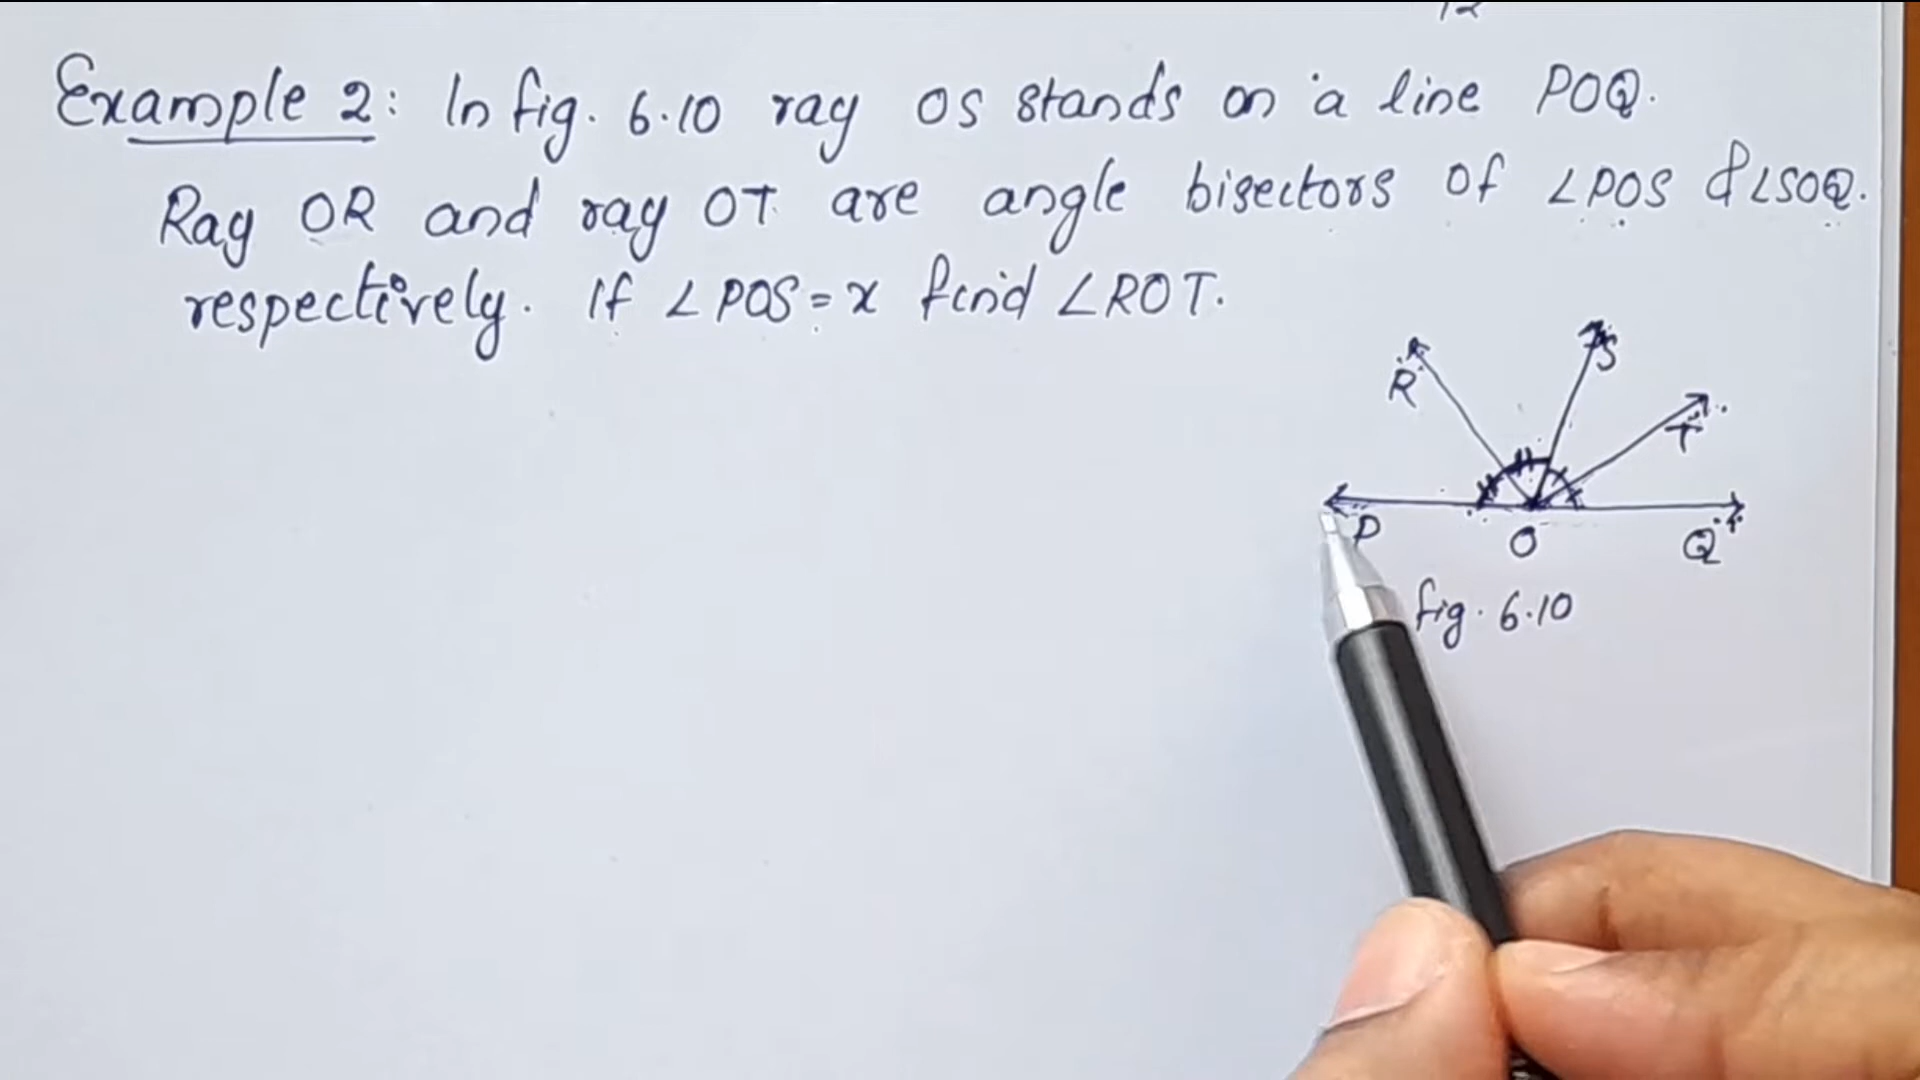 Example 2: In fig. 6.10 ray OS stands on a line POQ.
Ray OR and ray OT are angle bisectors of ∠POS & ∠SOQ.
respectively. If ∠POS = x find ∠ROT.
R
S
T
P
O
Q
fig. 6.10